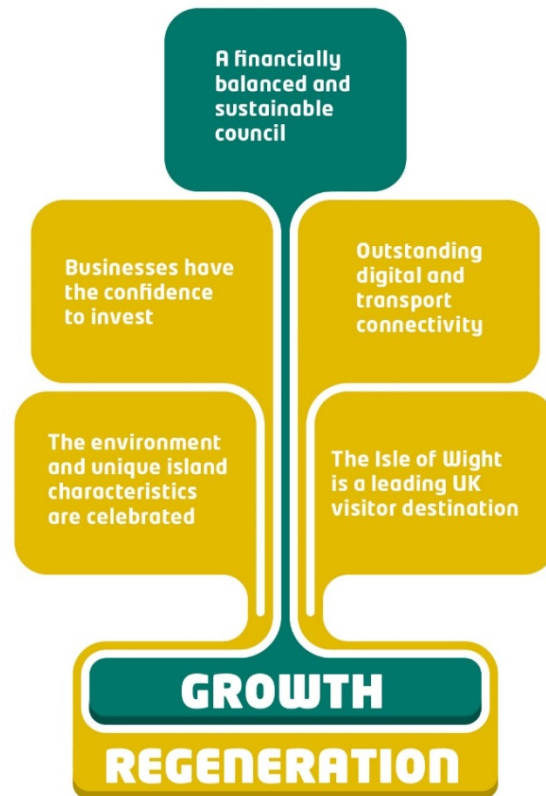 A financially
balanced and
sustainable
council
Businesses have
the confidence
to invest
Outstanding
digital and
transport
connectivity
The environment
and unique island
characteristics
are celebrated
The Isle of Wight
is a leading UK
visitor destination
GROWTH
REGENERATION